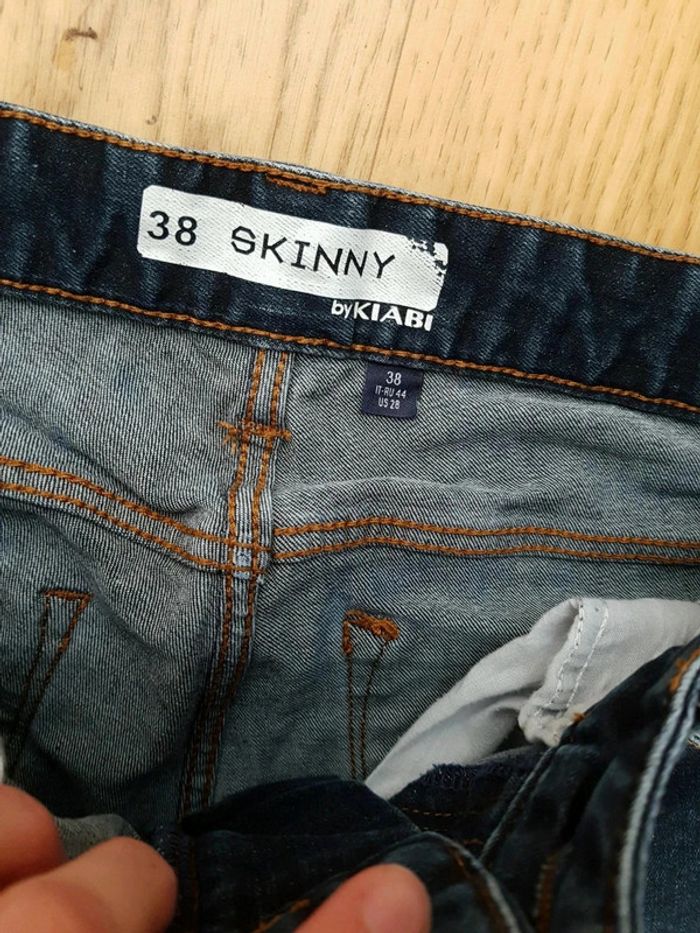 38 SKINNY
byKIABI
38
IT-RU 44
US 28